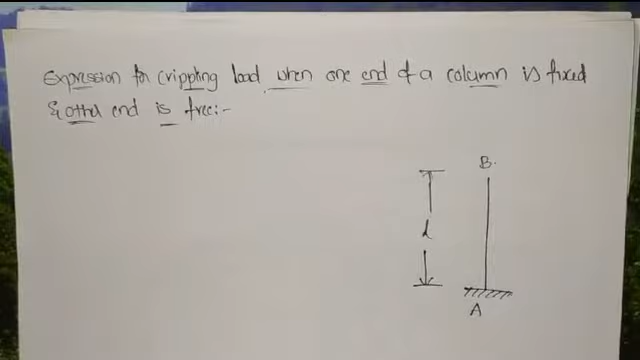 Expression for Crippling load when one end of a column is fixed
& other end is free:-
B.
l
A